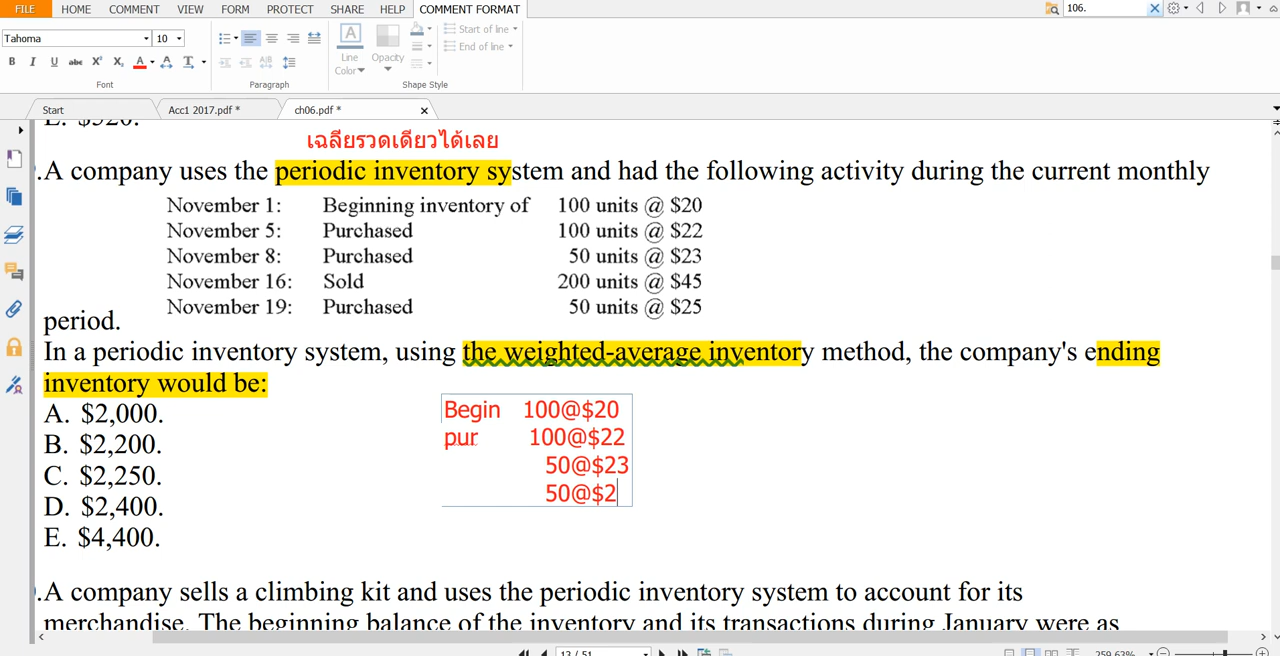 FILE HOME COMMENT VIEW FORM PROTECT SHARE HELP COMMENT FORMAT 106.
Tahoma 10 Start of line
End of line
Line Opacity
Color
B I U abc X² X₂ A A T
Font Paragraph Shape Style
Start Acc1 2017.pdf * ch06.pdf *
E. $520.
เฉลี่ยรวดเดียวได้เลย
.A company uses the periodic inventory system and had the following activity during the current monthly
November 1: Beginning inventory of 100 units @ $20
November 5: Purchased 100 units @ $22
November 8: Purchased 50 units @ $23
November 16: Sold 200 units @ $45
November 19: Purchased 50 units @ $25
period.
In a periodic inventory system, using the weighted-average inventory method, the company's ending
inventory would be:
A. $2,000.
B. $2,200.
C. $2,250.
D. $2,400.
E. $4,400.
Begin 100@$20
pur 100@$22
50@$23
50@$2
.A company sells a climbing kit and uses the periodic inventory system to account for its
merchandise. The beginning balance of the inventory and its transactions during January were as
13 / 51 259.63%